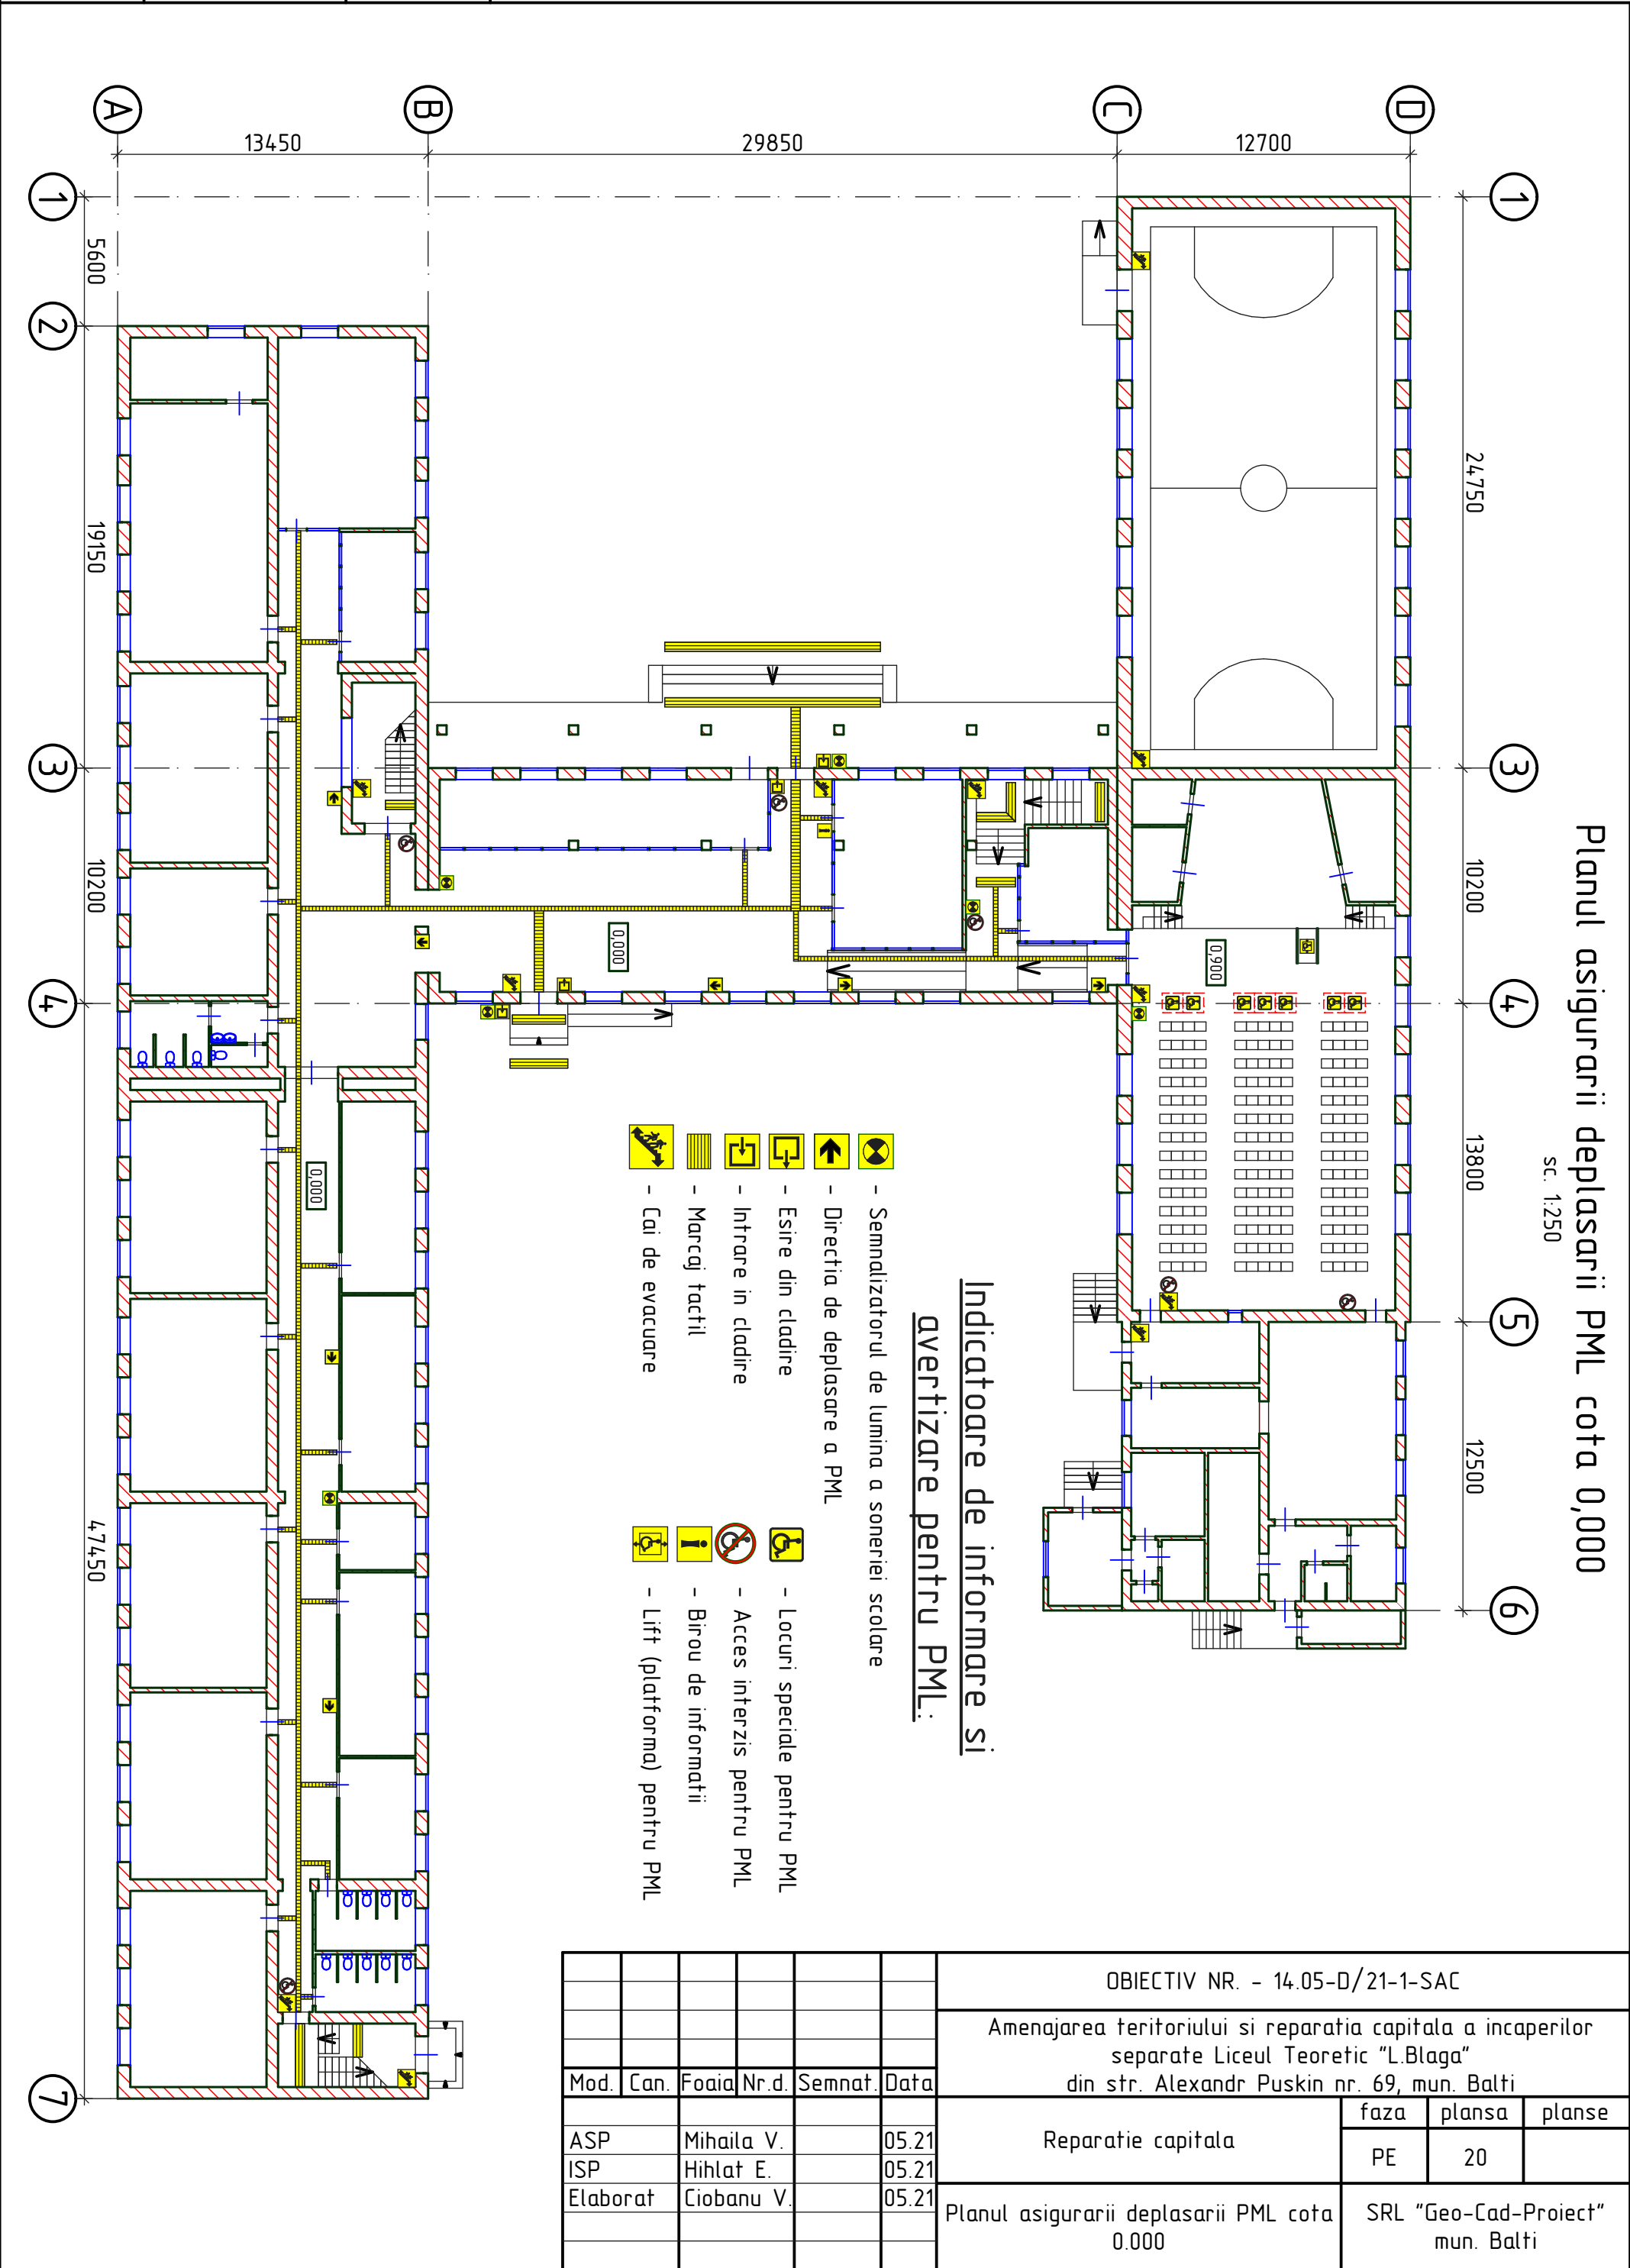 Planul asigurarii deplasarii PML cota 0,000
sc. 1:250
A
B
C
D
13450
29850
12700
1
24750
3
10200
4
13800
5
12500
6
1
5600
2
19150
3
10200
4
47450
7
0,000
0,900
0,000
Indicatoare de informare si
avertizare pentru PML:
- Semnalizatorul de lumina a soneriei scolare
- Directia de deplasare a PML
- Esire din cladire
- Intrare in cladire
- Marcaj tactil
- Cai de evacuare
- Locuri speciale pentru PML
- Acces interzis pentru PML
- Birou de informatii
- Lift (platforma) pentru PML
OBIECTIV NR. - 14.05-D/21-1-SAC
Amenajarea teritoriului si reparatia capitala a incaperilor
separate Liceul Teoretic "L.Blaga"
din str. Alexandr Puskin nr. 69, mun. Balti
Mod. Can. Foaia Nr.d. Semnat. Data
ASP Mihaila V. 05.21
ISP Hihlat E. 05.21
Elaborat Ciobanu V. 05.21
Reparatie capitala
faza plansa planse
PE 20
Planul asigurarii deplasarii PML cota
0.000
SRL "Geo-Cad-Proiect"
mun. Balti